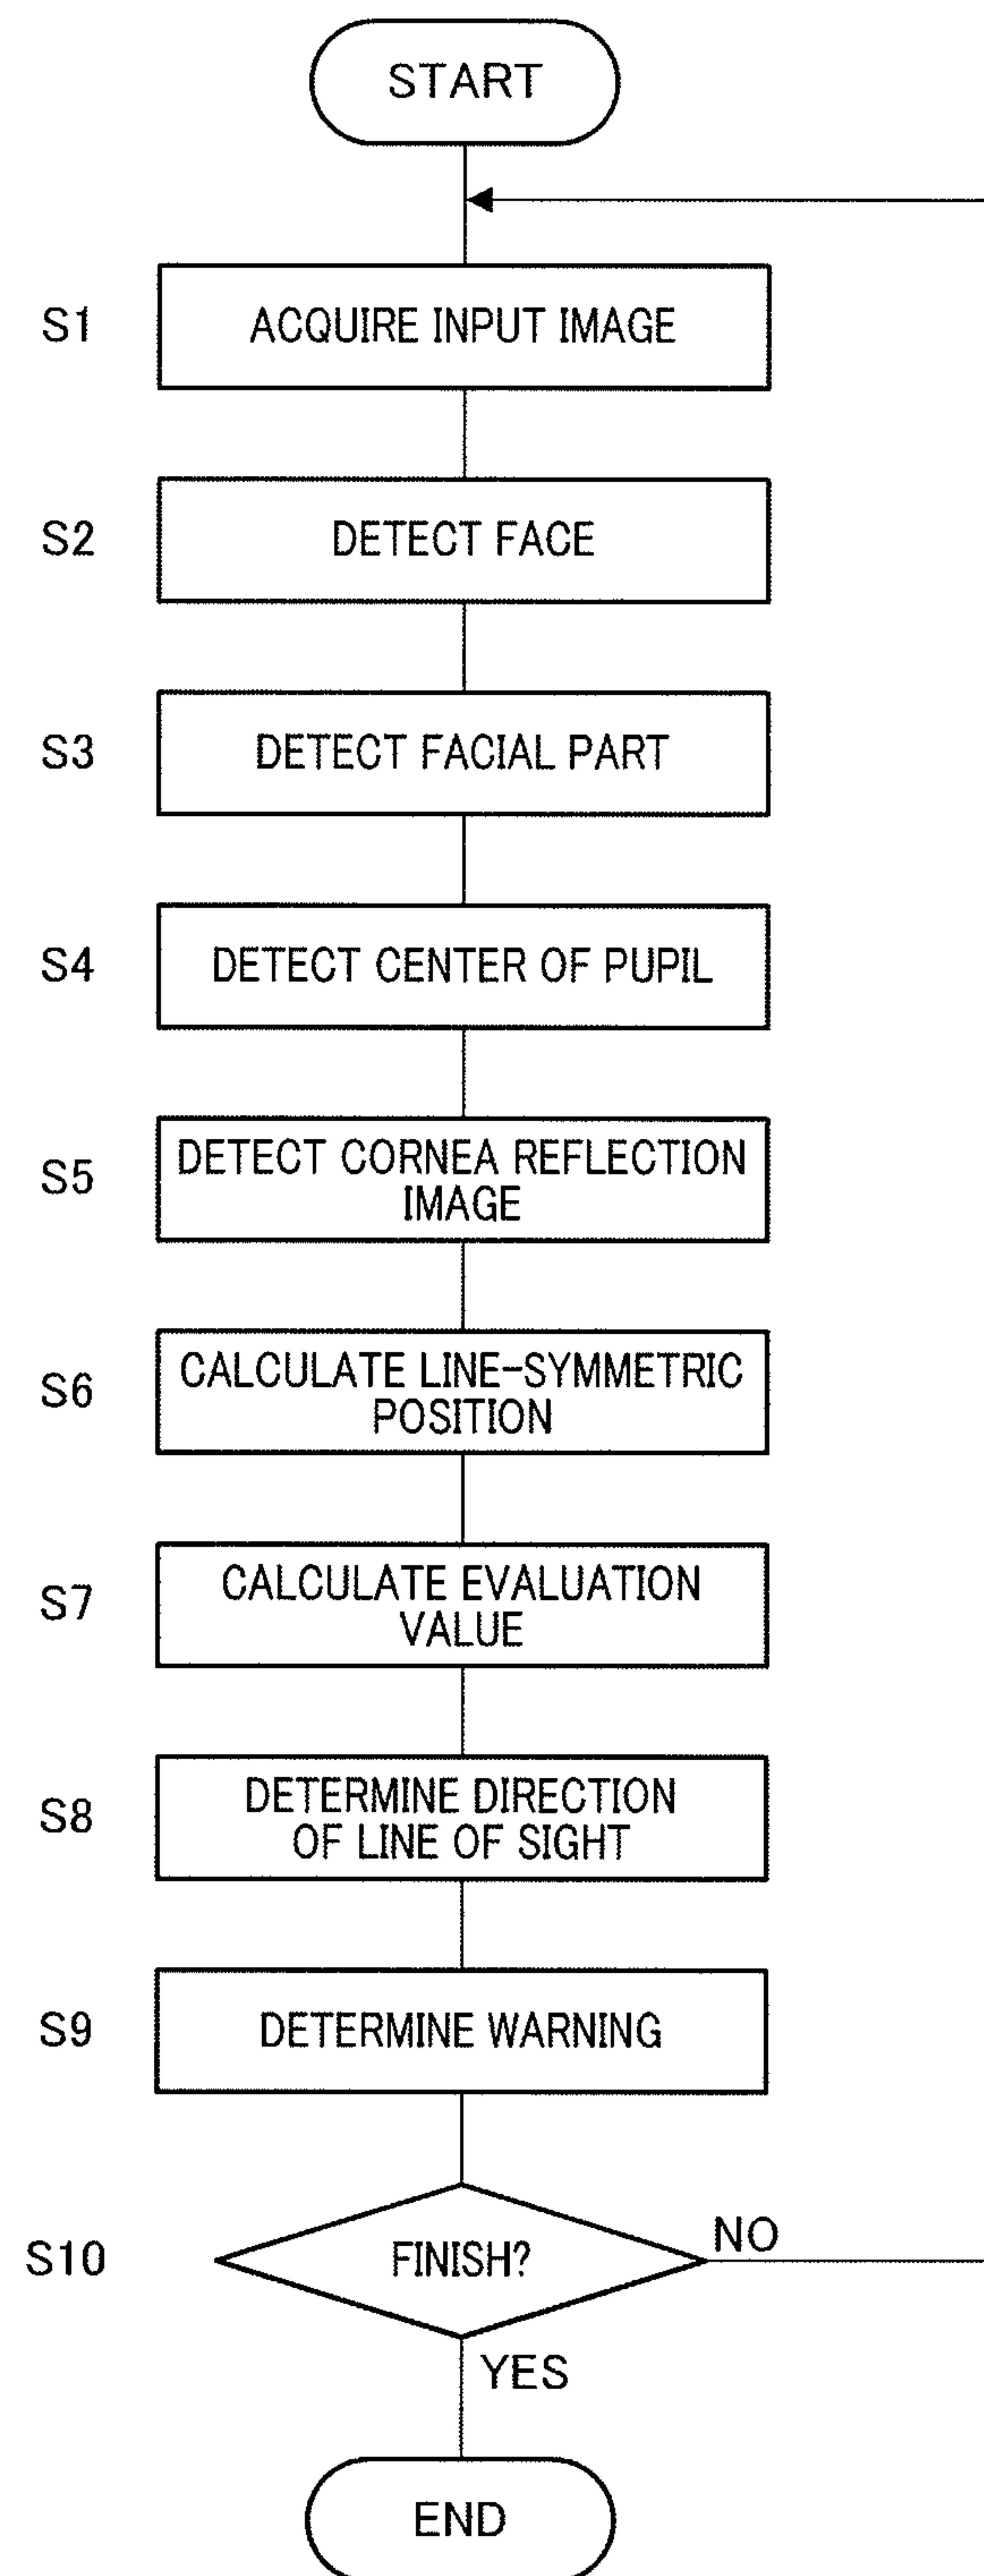 START
S1
ACQUIRE INPUT IMAGE
S2
DETECT FACE
S3
DETECT FACIAL PART
S4
DETECT CENTER OF PUPIL
S5
DETECT CORNEA REFLECTION
IMAGE
S6
CALCULATE LINE-SYMMETRIC
POSITION
S7
CALCULATE EVALUATION
VALUE
S8
DETERMINE DIRECTION
OF LINE OF SIGHT
S9
DETERMINE WARNING
S10
FINISH?
NO
YES
END